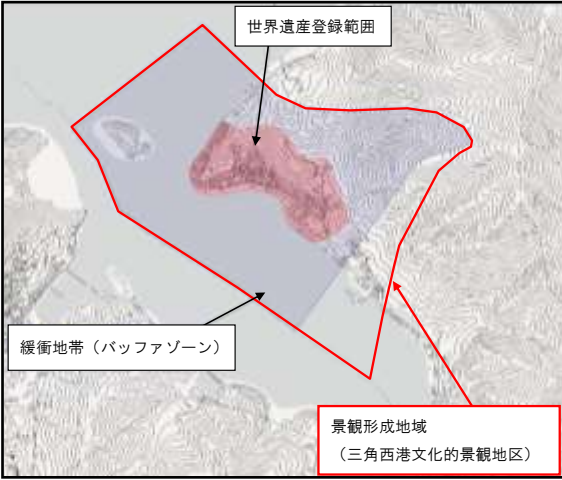 世界遺産登録範囲
緩衝地帯（バッファゾーン）
景観形成地域
（三角西港文化的景観地区）